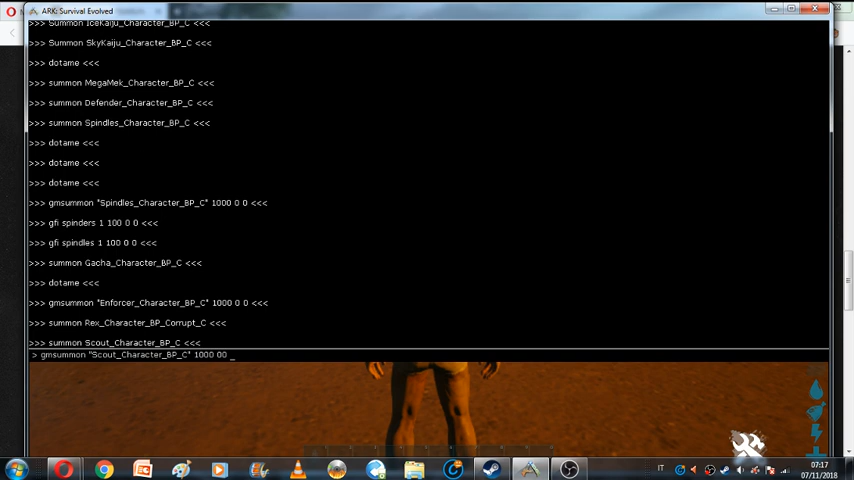 ARK: Survival Evolved
>>> Summon IceKaiju_Character_BP_C <<<
>>> Summon SkyKaiju_Character_BP_C <<<
>>> dotame <<<
>>> summon MegaMek_Character_BP_C <<<
>>> summon Defender_Character_BP_C <<<
>>> summon Spindles_Character_BP_C <<<
>>> dotame <<<
>>> dotame <<<
>>> dotame <<<
>>> gmsummon "Spindles_Character_BP_C" 1000 0 0 <<<
>>> gfi spinders 1 100 0 0 <<<
>>> gfi spindles 1 100 0 0 <<<
>>> summon Gacha_Character_BP_C <<<
>>> dotame <<<
>>> gmsummon "Enforcer_Character_BP_C" 1000 0 0 <<<
>>> summon Rex_Character_BP_Corrupt_C <<<
>>> summon Scout_Character_BP_C <<<
> gmsummon "Scout_Character_BP_C" 1000 00 _
IT
07:17
07/11/2018